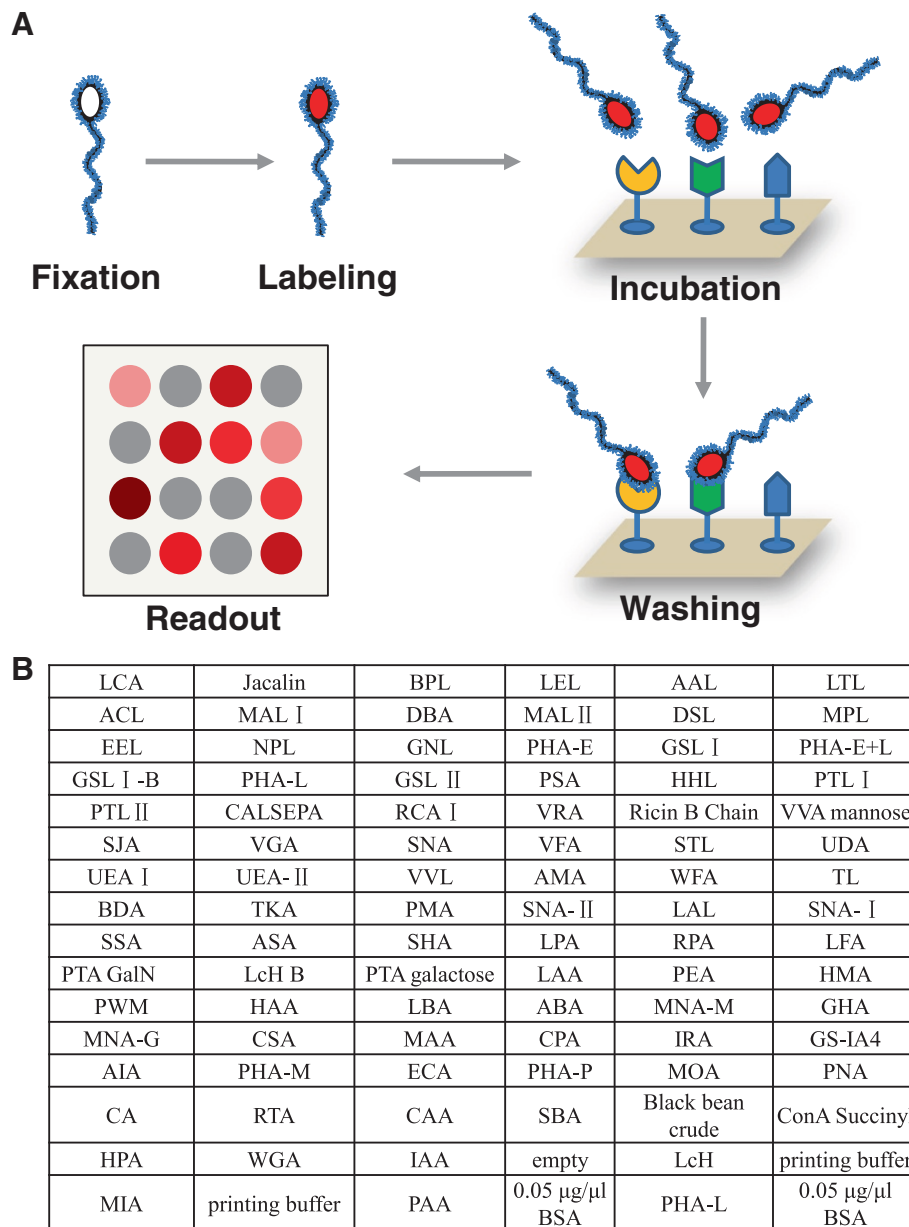 A
Fixation
Labeling
Incubation
Readout
Washing
B
LCA Jacalin BPL LEL AAL LTL
ACL MAL Ⅰ DBA MAL Ⅱ DSL MPL
EEL NPL GNL PHA-E GSL Ⅰ PHA-E+L
GSL Ⅰ-B PHA-L GSL Ⅱ PSA HHL PTL Ⅰ
PTL Ⅱ CALSEPA RCA Ⅰ VRA Ricin B Chain VVA mannose
SJA VGA SNA VFA STL UDA
UEA Ⅰ UEA-Ⅱ VVL AMA WFA TL
BDA TKA PMA SNA-Ⅱ LAL SNA-Ⅰ
SSA ASA SHA LPA RPA LFA
PTA GalN LcH B PTA galactose LAA PEA HMA
PWM HAA LBA ABA MNA-M GHA
MNA-G CSA MAA CPA IRA GS-IA4
AIA PHA-M ECA PHA-P MOA PNA
CA RTA CAA SBA Black bean crude ConA Succinyl
HPA WGA IAA empty LcH printing buffer
MIA printing buffer PAA 0.05 μg/μl BSA PHA-L 0.05 μg/μl BSA